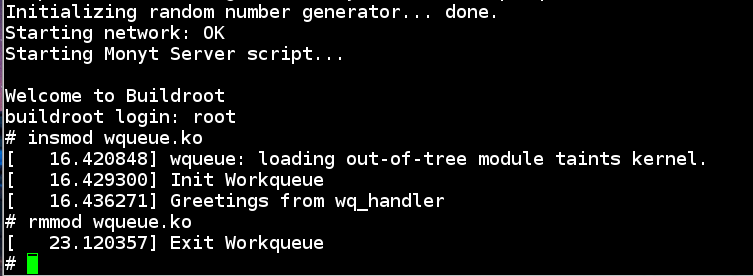 Initializing random number generator... done.
Starting network: OK
Starting Monyt Server script...
Welcome to Buildroot
buildroot login: root
# insmod wqueue.ko
[   16.420848] wqueue: loading out-of-tree module taints kernel.
[   16.429300] Init Workqueue
[   16.436271] Greetings from wq_handler
# rmmod wqueue.ko
[   23.120357] Exit Workqueue
#